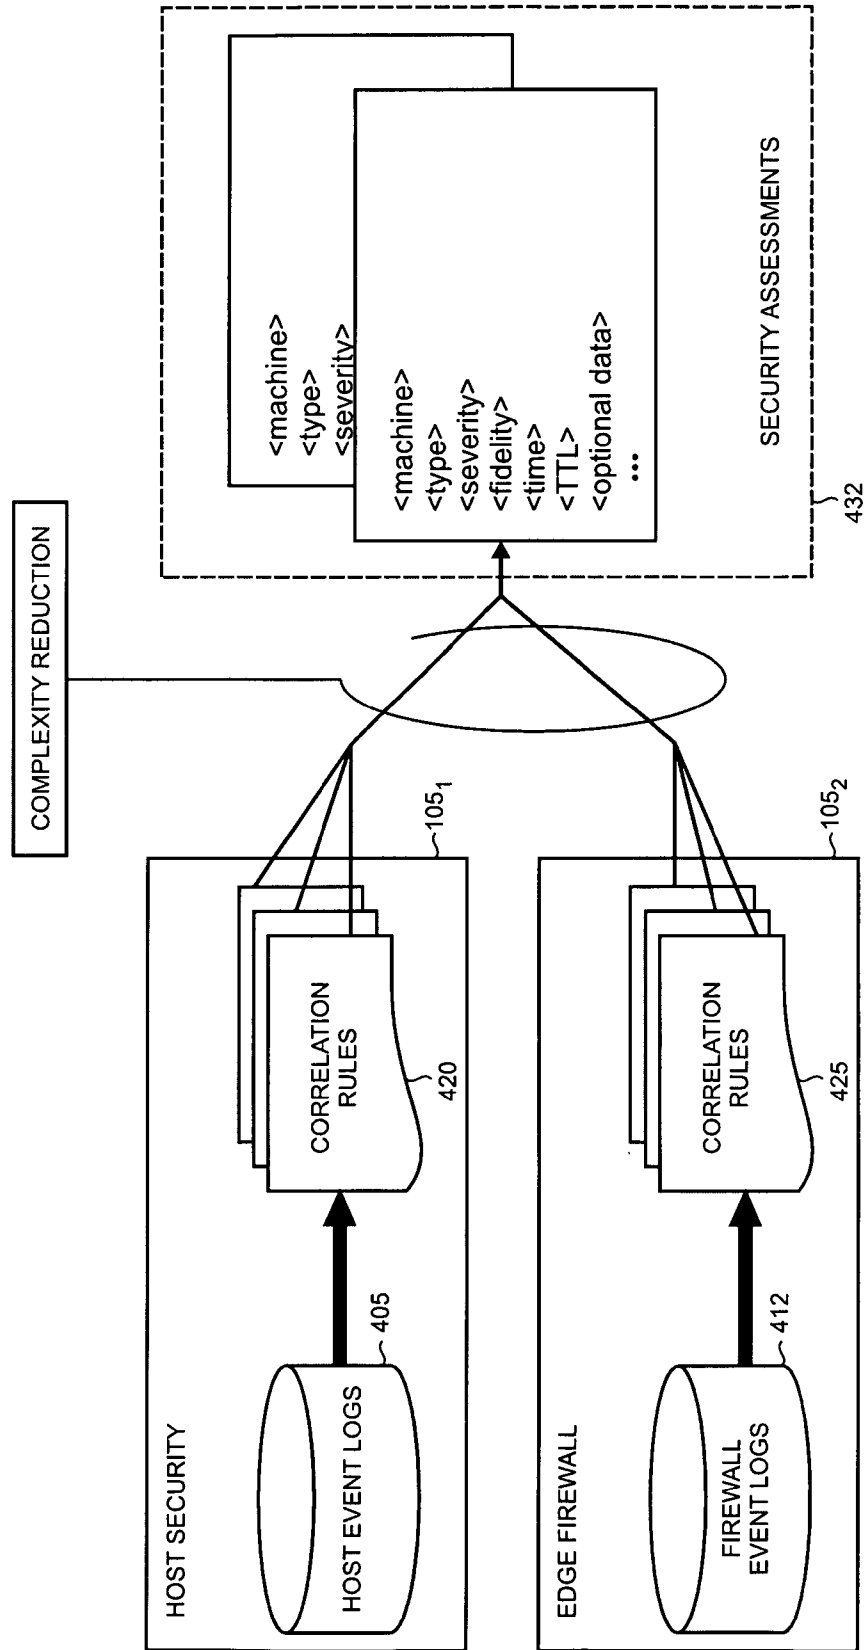 COMPLEXITY REDUCTION
HOST SECURITY
HOST EVENT LOGS
405
CORRELATION
RULES
420
105₁
EDGE FIREWALL
FIREWALL
EVENT LOGS
412
CORRELATION
RULES
425
105₂
<machine>
<type>
<severity>
<machine>
<type>
<severity>
<fidelity>
<time>
<TTL>
<optional data>
...
SECURITY ASSESSMENTS
432